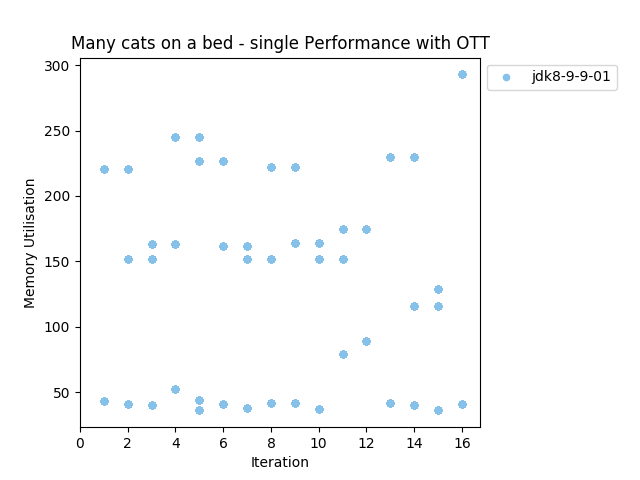 Many cats on a bed - single Performance with OTT
jdk8-9-9-01
300
250
200
150
100
50
Memory Utilisation
0 2 4 6 8 10 12 14 16
Iteration